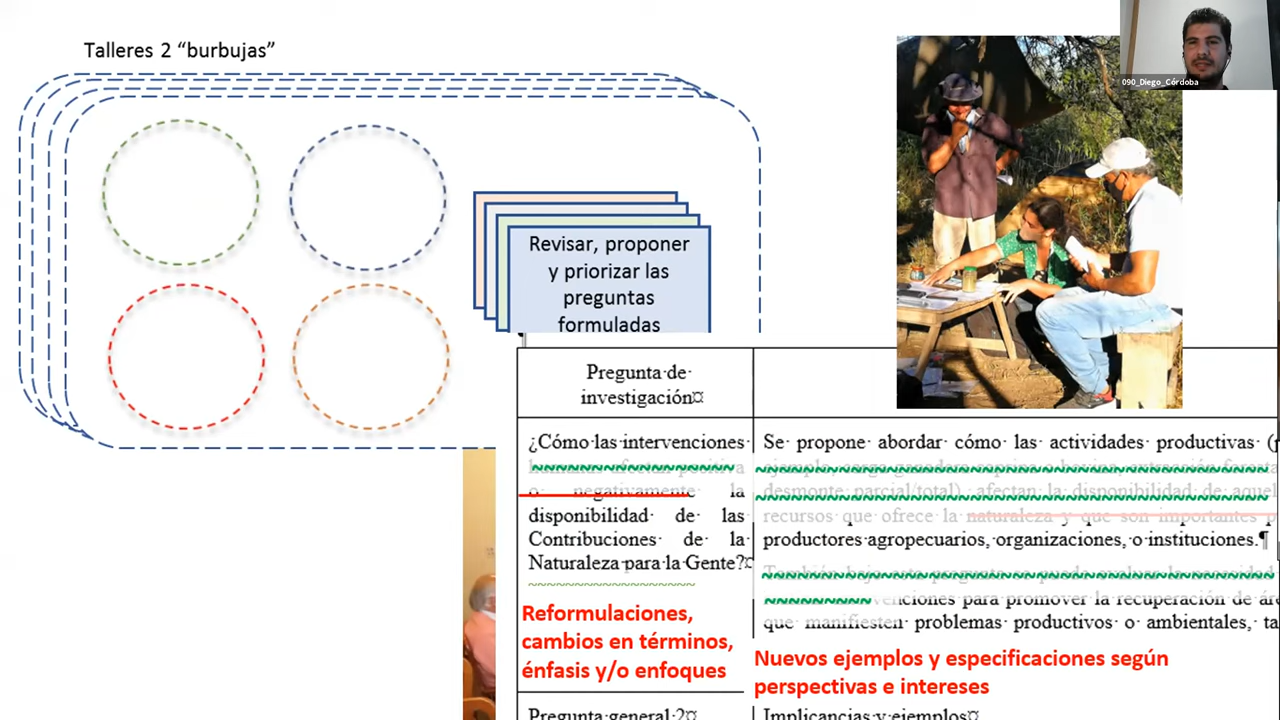 Talleres 2 “burbujas”
090_Diego_Córdoba
Revisar, proponer
y priorizar las
preguntas
formuladas
Pregunta de
investigación¤
¿Cómo las intervenciones
o negativamente la
disponibilidad de las
Contribuciones de la
Naturaleza para la Gente?¤
Reformulaciones,
cambios en términos,
énfasis y/o enfoques
Pregunta general 2¤
Se propone abordar cómo las actividades productivas
desmonte parcial/total) afectan la disponibilidad de
recursos que ofrece la naturaleza y que son importantes
productores agropecuarios, organizaciones, o instituciones.¶
para promover la recuperación de
que manifiesten problemas productivos o ambientales,
Nuevos ejemplos y especificaciones según
perspectivas e intereses
Implicancias y ejemplos¤